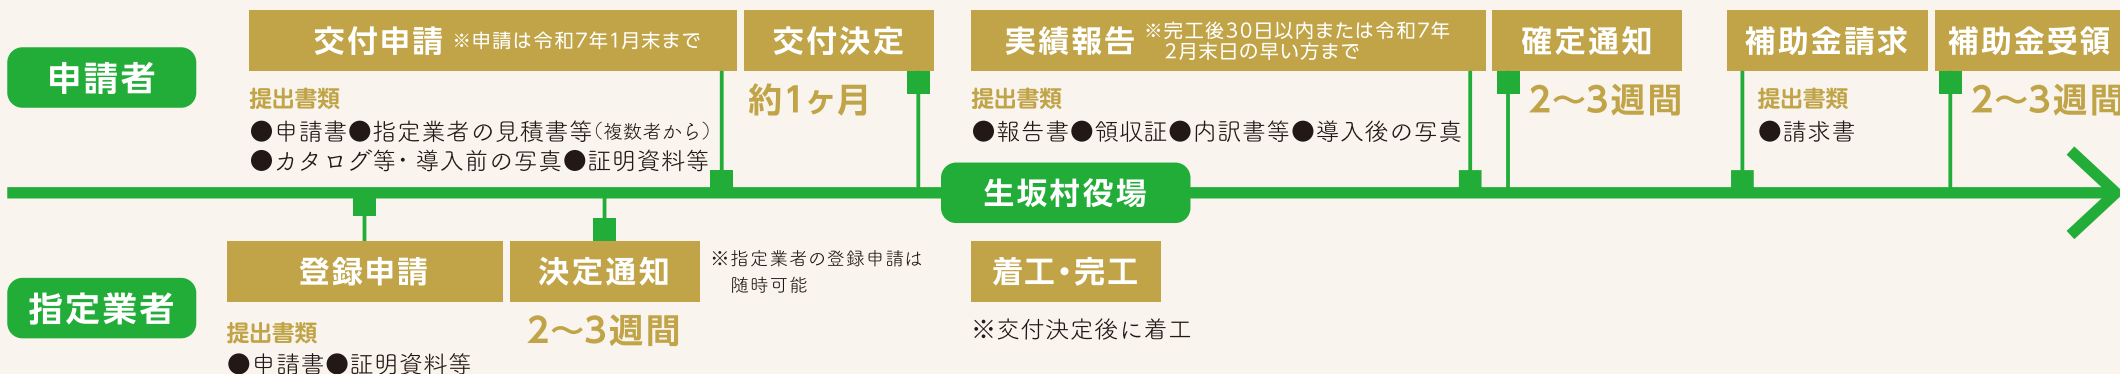 申請者
交付申請 ※申請は令和7年1月末まで
提出書類
●申請書●指定業者の見積書等（複数者から）
●カタログ等・導入前の写真●証明資料等
交付決定
約1ヶ月
実績報告 ※完工後30日以内または令和7年
2月末日の早い方まで
提出書類
●報告書●領収証●内訳書等●導入後の写真
確定通知
2～3週間
補助金請求
提出書類
●請求書
補助金受領
2～3週間
生坂村役場
指定業者
登録申請
提出書類
●申請書●証明資料等
決定通知
2～3週間
※指定業者の登録申請は
随時可能
着工・完工
※交付決定後に着工